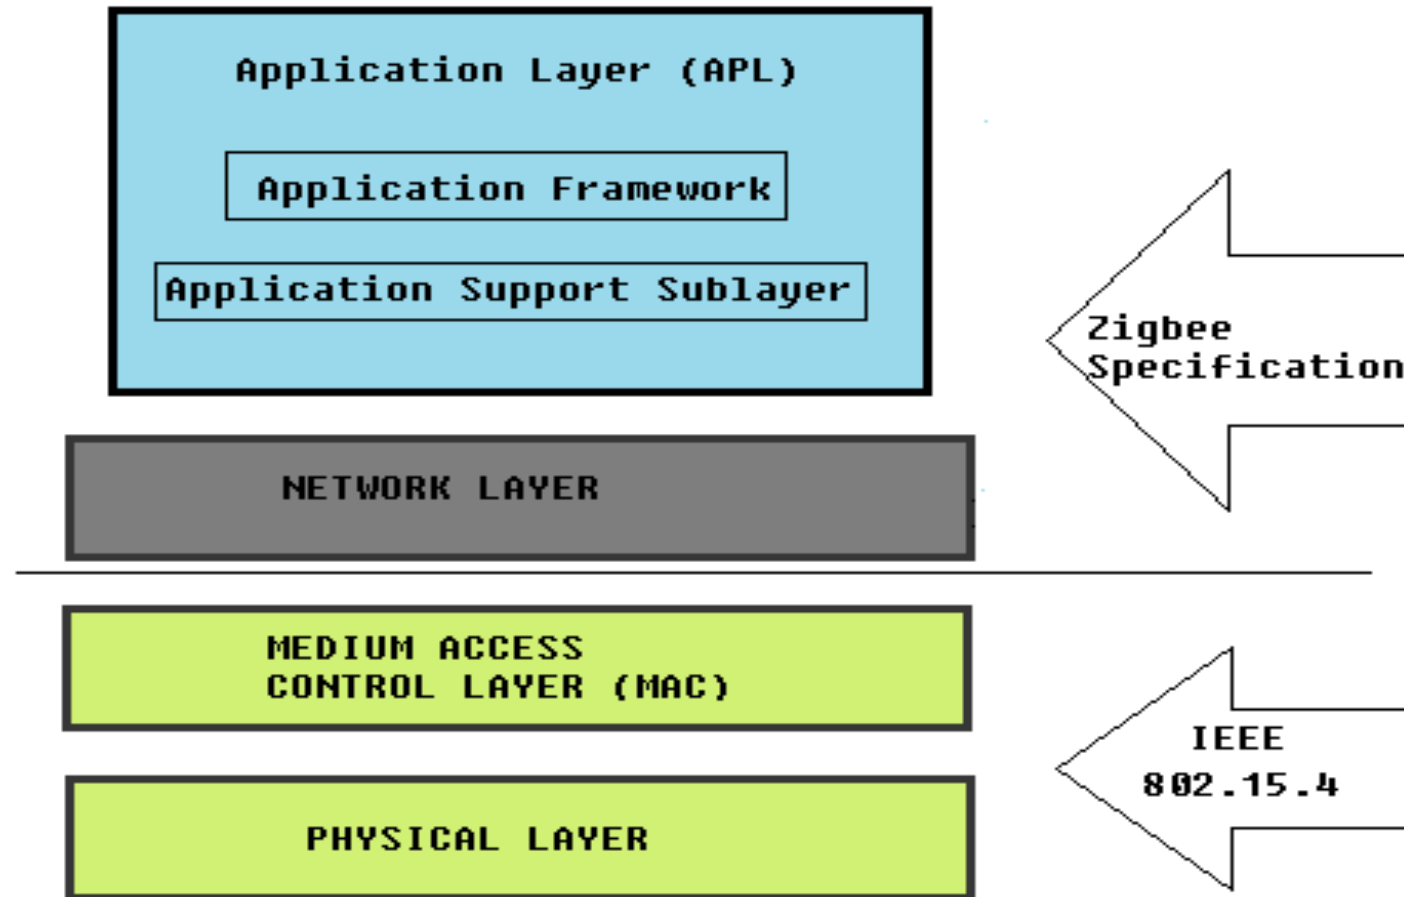 Application Layer (APL)
Application Framework
Application Support Sublayer
Zigbee
Specification
NETWORK LAYER
MEDIUM ACCESS
CONTROL LAYER (MAC)
IEEE
802.15.4
PHYSICAL LAYER